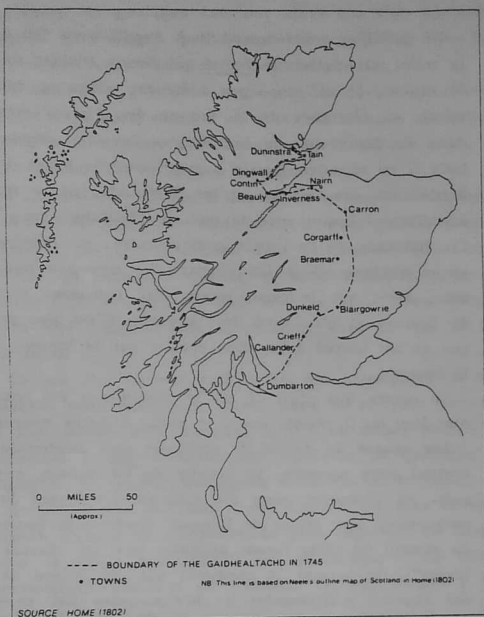 Duninstra
Tain
Dingwall
Contin
Nairn
Beauty
Inverness
Carron
Corgarff
Braemar
Dunkeld
Blairgowrie
Crieff
Callander
Dumbarton
0 MILES 50
(Approx)
---- BOUNDARY OF THE GAIDHEALTACHD IN 1745
• TOWNS
NB This line is based on Neele's outline map of Scotland in Home (1802)
SOURCE HOME (1802)